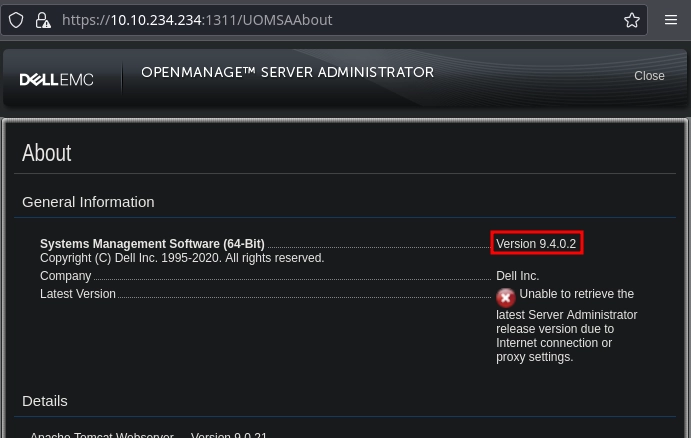 https://10.10.234.234:1311/UOMSAAbout
DELLEMC
OPENMANAGE™ SERVER ADMINISTRATOR
Close
About
General Information
Systems Management Software (64-Bit) Version 9.4.0.2
Copyright (C) Dell Inc. 1995-2020. All rights reserved.
Company Dell Inc.
Latest Version Unable to retrieve the
latest Server Administrator
release version due to
Internet connection or
proxy settings.
Details
Apache Tomcat Webserver Version 9.0.21